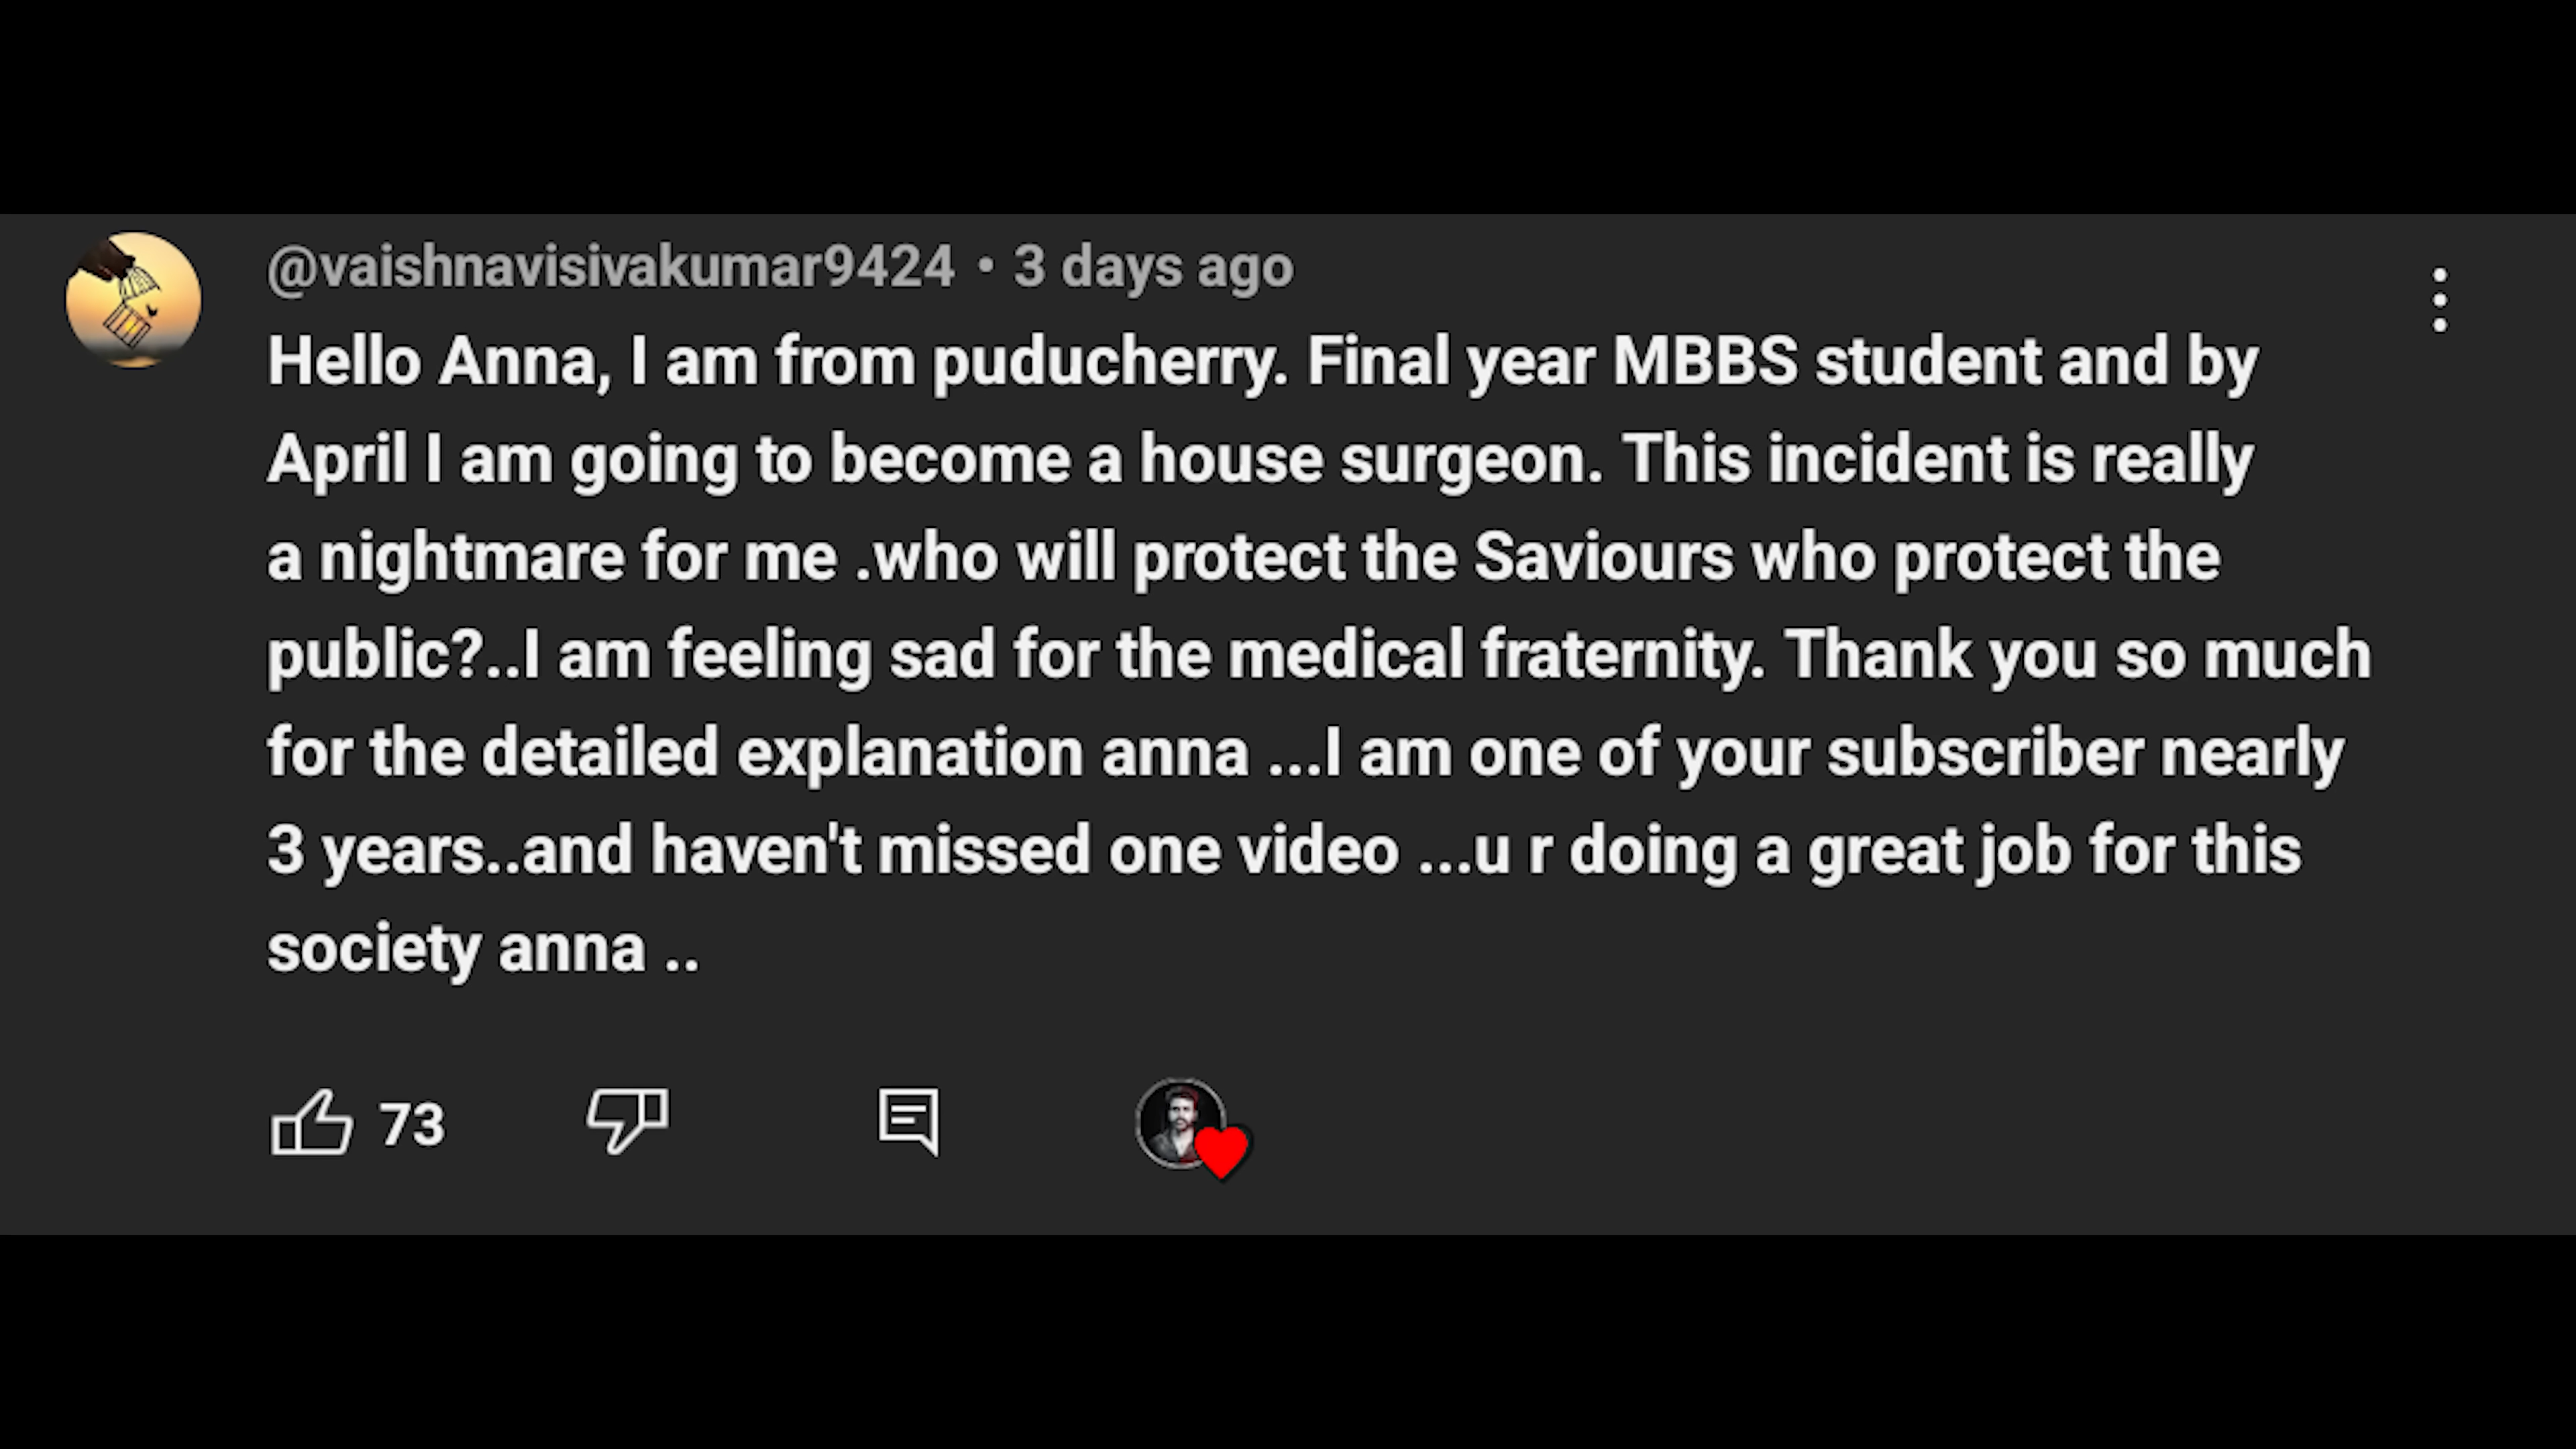 @vaishnavisivakumar9424 • 3 days ago
Hello Anna, I am from puducherry. Final year MBBS student and by
April I am going to become a house surgeon. This incident is really
a nightmare for me .who will protect the Saviours who protect the
public?..I am feeling sad for the medical fraternity. Thank you so much
for the detailed explanation anna ...I am one of your subscriber nearly
3 years..and haven't missed one video ...u r doing a great job for this
society anna ..
73